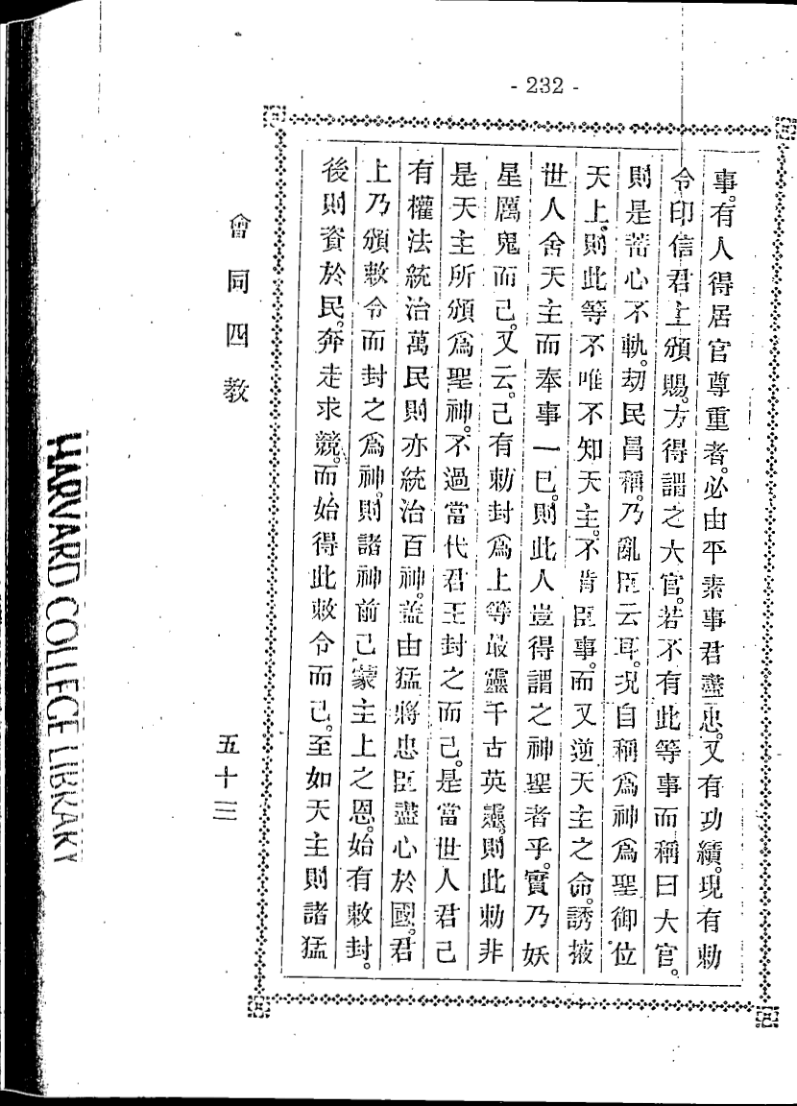 - 232 -
事。有人得居官尊重者。必由平素事君盡忠。又有功績。現有勅
令印信君主頒賜。方得謂之大官。若不有此等事而稱曰大官。
則是蓄心不軌。刼民昌稱。乃亂臣云耳。况自稱爲神爲聖御位
天上。則此等不唯不知天主。不肯臣事。而又逆天主之命。誘掖
世人舍天主而奉事一巳。則此人豈得謂之神聖者乎。實乃妖
星厲鬼而己。又云。己有勅封爲上等最靈千古英靈。則此勅非
是天主所頒爲聖神。不過當代君王封之而己。是當世人君己
有權法統治萬民則亦統治百神。葢由猛將忠臣盡心於國。君
上乃頒敕令而封之爲神。則諸神前己蒙主上之恩。始有敕封。
後則資於民。奔走求競。而始得此敕令而己。至如天主則諸猛
會同四教
五十三
HARVARD COLLEGE LIBRARY